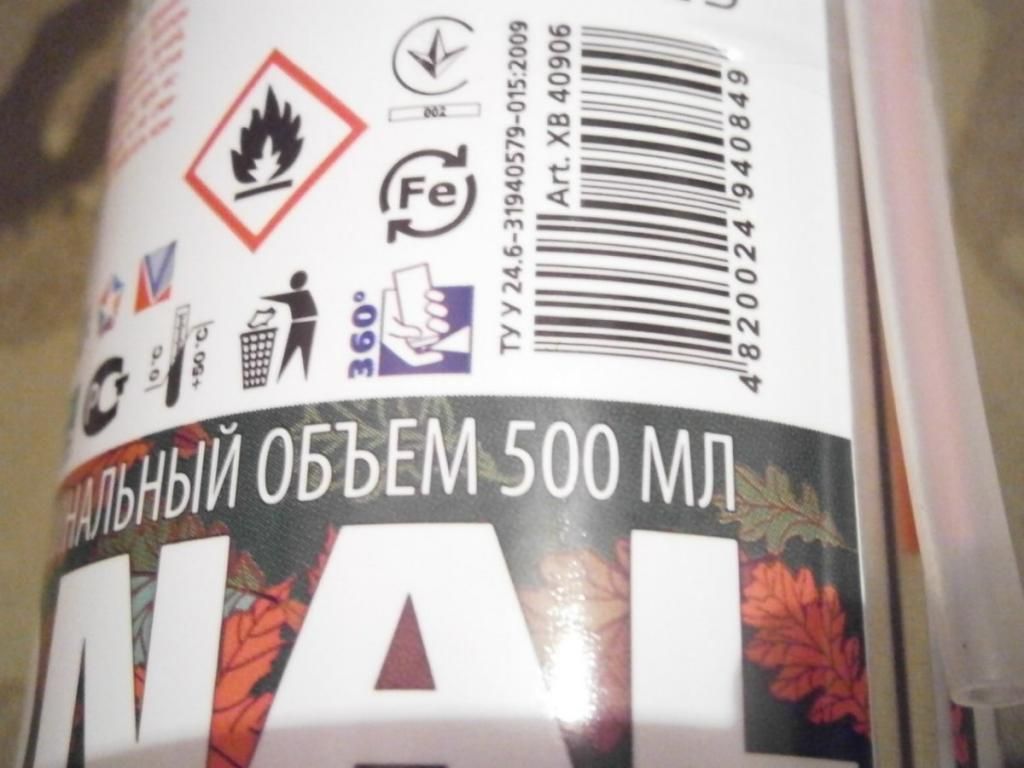 002
Fe
ТУ У 24.6-31940579-015:2009
Art. XB 40906
4 820024 940849
0°C
+50°C
360°
НАЛЬНЫЙ ОБЪЕМ 500 МЛ
NAL